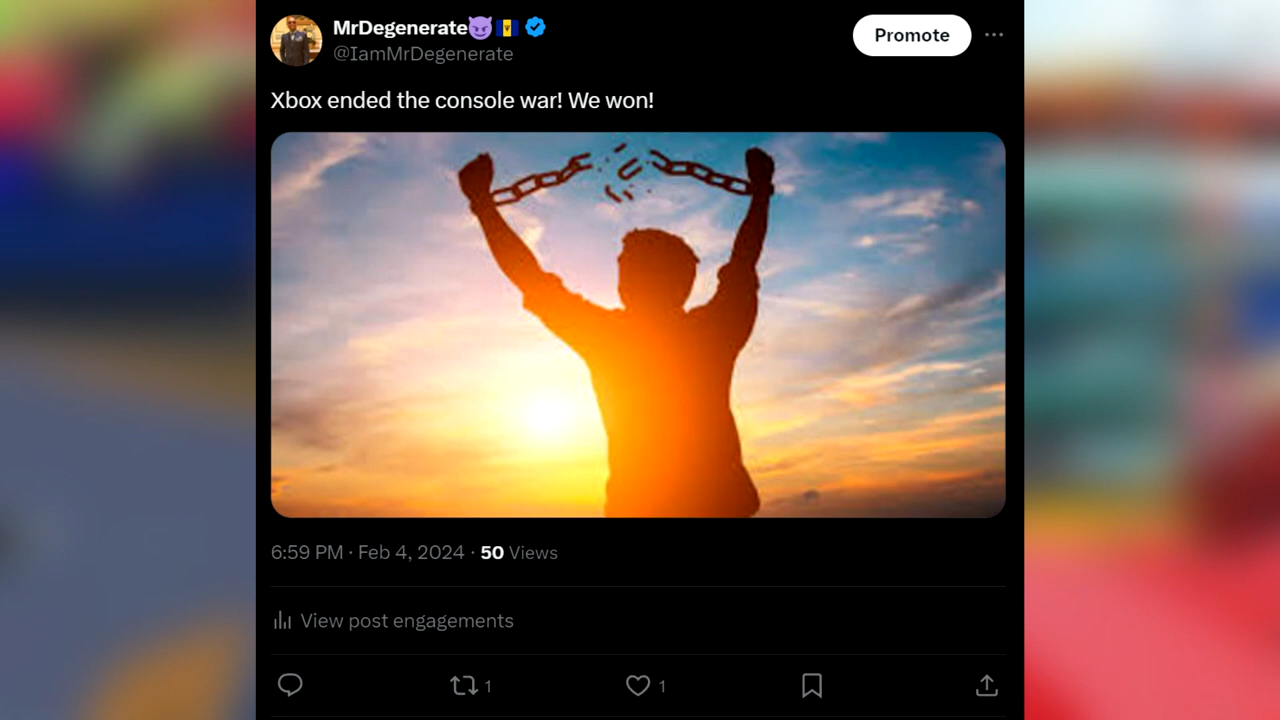 MrDegenerate😈🇧🇧
Promote
@IamMrDegenerate
Xbox ended the console war! We won!
6:59 PM · Feb 4, 2024 · 50 Views
View post engagements
1
1